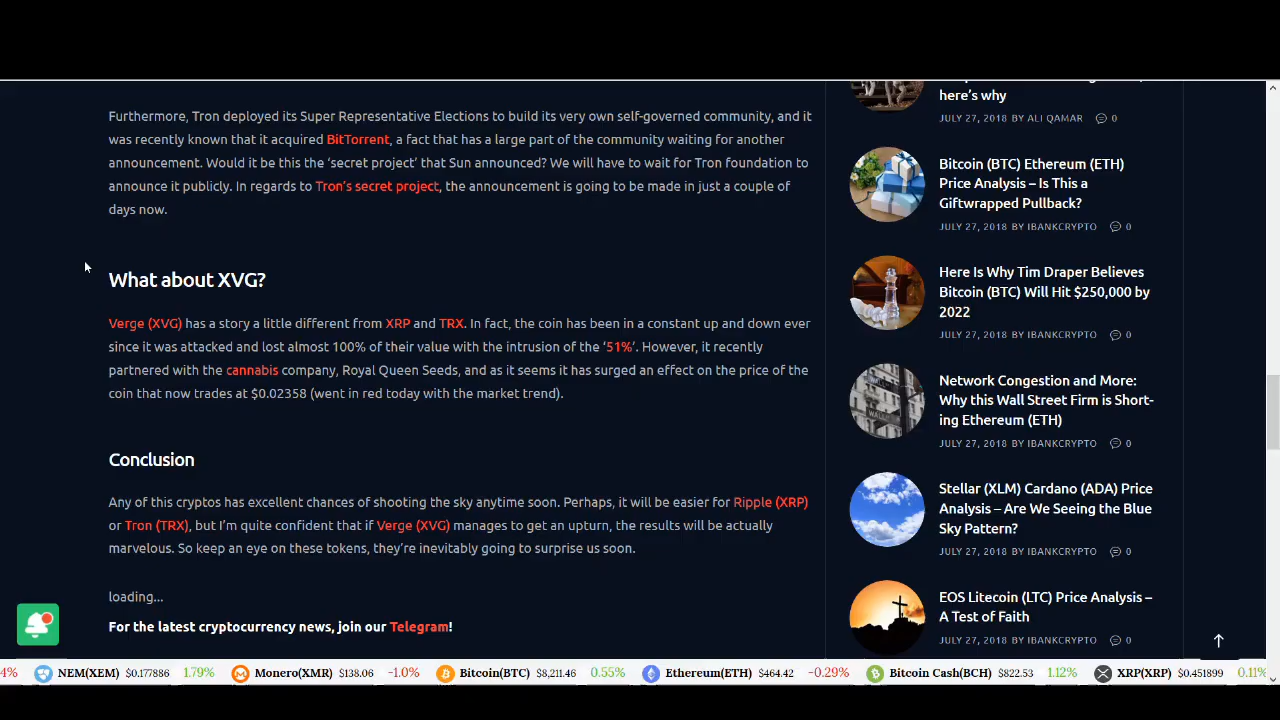 Furthermore, Tron deployed its Super Representative Elections to build its very own self-governed community, and it
was recently known that it acquired BitTorrent, a fact that has a large part of the community waiting for another
announcement. Would it be this the ‘secret project’ that Sun announced? We will have to wait for Tron foundation to
announce it publicly. In regards to Tron’s secret project, the announcement is going to be made in just a couple of
days now.
What about XVG?
Verge (XVG) has a story a little different from XRP and TRX. In fact, the coin has been in a constant up and down ever
since it was attacked and lost almost 100% of their value with the intrusion of the ‘51%’. However, it recently
partnered with the cannabis company, Royal Queen Seeds, and as it seems it has surged an effect on the price of the
coin that now trades at $0.02358 (went in red today with the market trend).
Conclusion
Any of this cryptos has excellent chances of shooting the sky anytime soon. Perhaps, it will be easier for Ripple (XRP)
or Tron (TRX), but I’m quite confident that if Verge (XVG) manages to get an upturn, the results will be actually
marvelous. So keep an eye on these tokens, they’re inevitably going to surprise us soon.
loading...
For the latest cryptocurrency news, join our Telegram!
here’s why
JULY 27, 2018 BY ALI QAMAR 0
Bitcoin (BTC) Ethereum (ETH)
Price Analysis – Is This a
Giftwrapped Pullback?
JULY 27, 2018 BY IBANKCRYPTO 0
Here Is Why Tim Draper Believes
Bitcoin (BTC) Will Hit $250,000 by
2022
JULY 27, 2018 BY IBANKCRYPTO 0
Network Congestion and More:
Why this Wall Street Firm is Short-
ing Ethereum (ETH)
JULY 27, 2018 BY IBANKCRYPTO 0
Stellar (XLM) Cardano (ADA) Price
Analysis – Are We Seeing the Blue
Sky Pattern?
JULY 27, 2018 BY IBANKCRYPTO 0
EOS Litecoin (LTC) Price Analysis –
A Test of Faith
JULY 27, 2018 BY IBANKCRYPTO 0
4% NEM(XEM) $0.177886 1.79% Monero(XMR) $138.06 -1.0% Bitcoin(BTC) $8,211.46 0.55% Ethereum(ETH) $464.42 -0.29% Bitcoin Cash(BCH) $822.53 1.12% XRP(XRP) $0.451899 0.11%